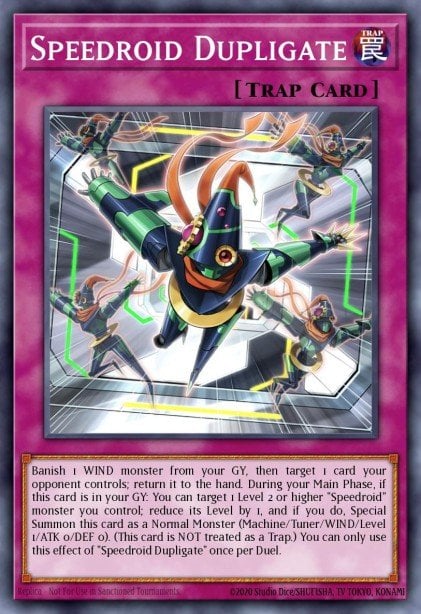 SPEEDROID DUPLIGATE
TRAP
罠
[TRAP CARD]
Banish 1 WIND monster from your GY, then target 1 card your
opponent controls; return it to the hand. During your Main Phase, if
this card is in your GY: You can target 1 Level 2 or higher "Speedroid"
monster you control; reduce its Level by 1, and if you do, Special
Summon this card as a Normal Monster (Machine/Tuner/WIND/Level
1/ATK 0/DEF 0). (This card is NOT treated as a Trap.) You can only use
this effect of "Speedroid Dupligate" once per Duel.
Replica - Not For Use in Sanctioned Tournaments
©2020 Studio Dice/SHUEISHA, TV TOKYO, KONAMI